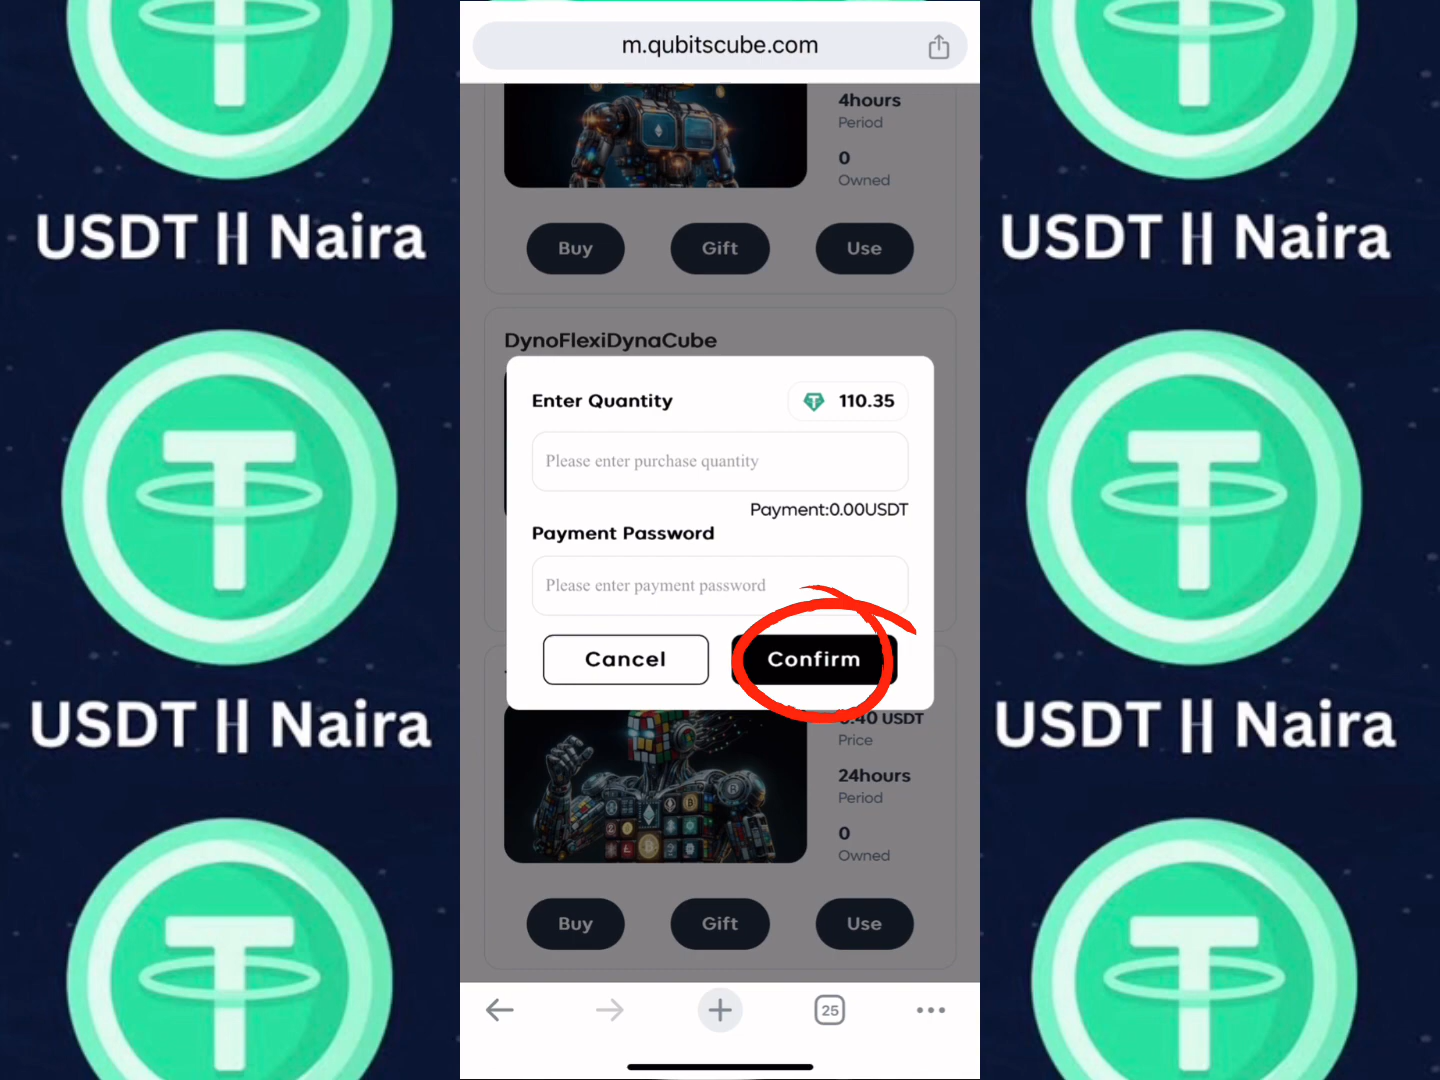 m.qubitscube.com
4hours
Period
0
Owned
Buy
Gift
Use
DynoFlexiDynaCube
Enter Quantity
110.35
Please enter purchase quantity
Payment:0.00USDT
Payment Password
Please enter payment password
Cancel
Confirm
USDT
Price
24hours
Period
0
Owned
Buy
Gift
Use
25
USDT || Naira
USDT || Naira
USDT || Naira
USDT || Naira